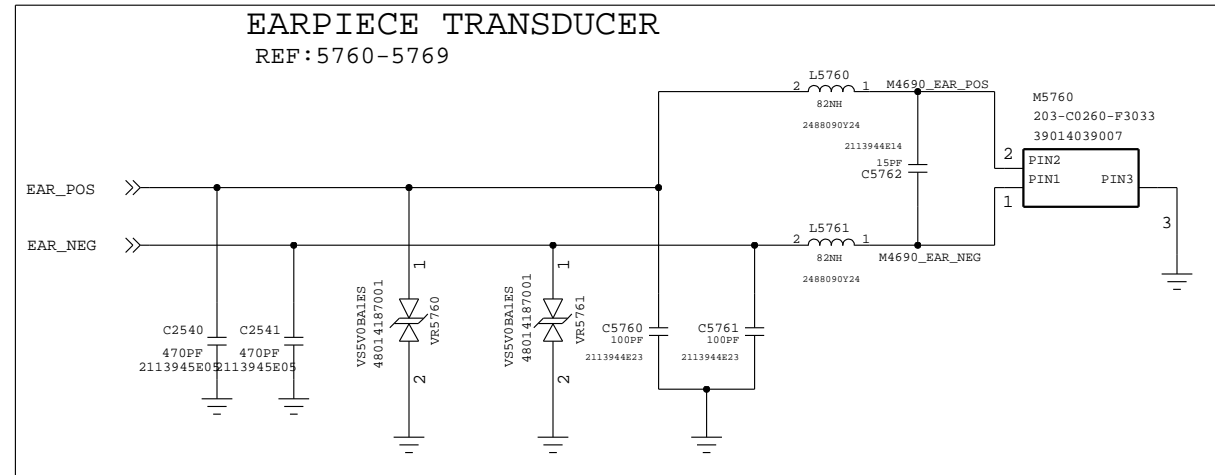 EARPIECE TRANSDUCER
REF:5760-5769
L5760
2
1
M4690_EAR_POS
82NH
2488090Y24
M5760
203-C0260-F3033
39014039007
2113944E14
15PF
C5762
2
PIN2
PIN1
PIN3
1
3
EAR_POS
EAR_NEG
L5761
2
1
82NH
M4690_EAR_NEG
2488090Y24
1
VS5V0BA1ES
48014187001
VR5760
2
1
VS5V0BA1ES
48014187001
VR5761
2
C2540
470PF
2113945E05
C2541
470PF
2113945E05
C5760
100PF
2113944E23
C5761
100PF
2113944E23